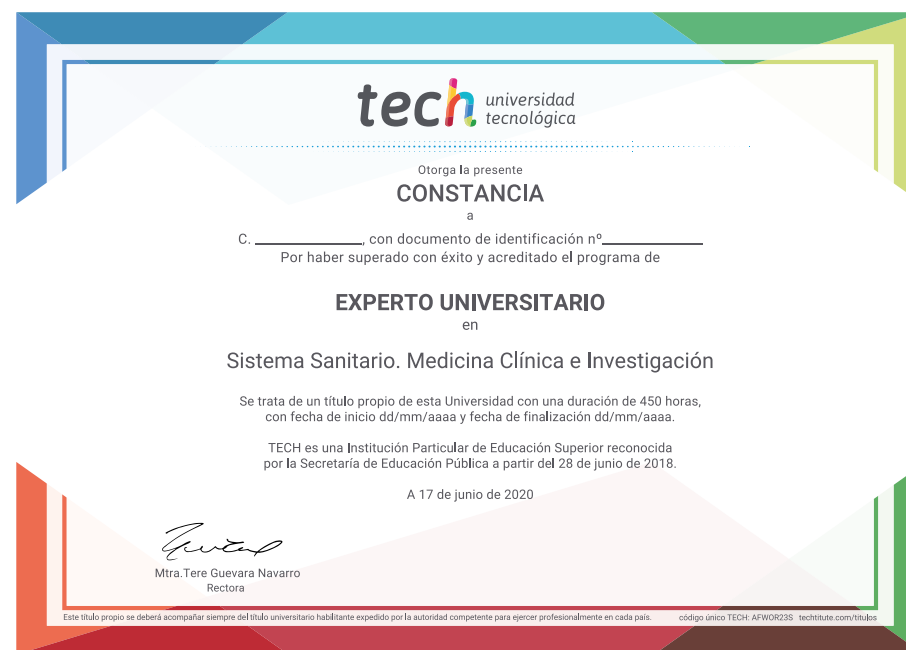 tech universidad
tecnológica
Otorga la presente
CONSTANCIA
a
C. ____________, con documento de identificación nº____________
Por haber superado con éxito y acreditado el programa de
EXPERTO UNIVERSITARIO
en
Sistema Sanitario. Medicina Clínica e Investigación
Se trata de un título propio de esta Universidad con una duración de 450 horas,
con fecha de inicio dd/mm/aaaa y fecha de finalización dd/mm/aaaa.
TECH es una Institución Particular de Educación Superior reconocida
por la Secretaría de Educación Pública a partir del 28 de junio de 2018.
A 17 de junio de 2020
Mtra.Tere Guevara Navarro
Rectora
Este título propio se deberá acompañar siempre del título universitario habilitante expedido por la autoridad competente para ejercer profesionalmente en cada país. código único TECH: AFWOR23S techtitute.com/titulos